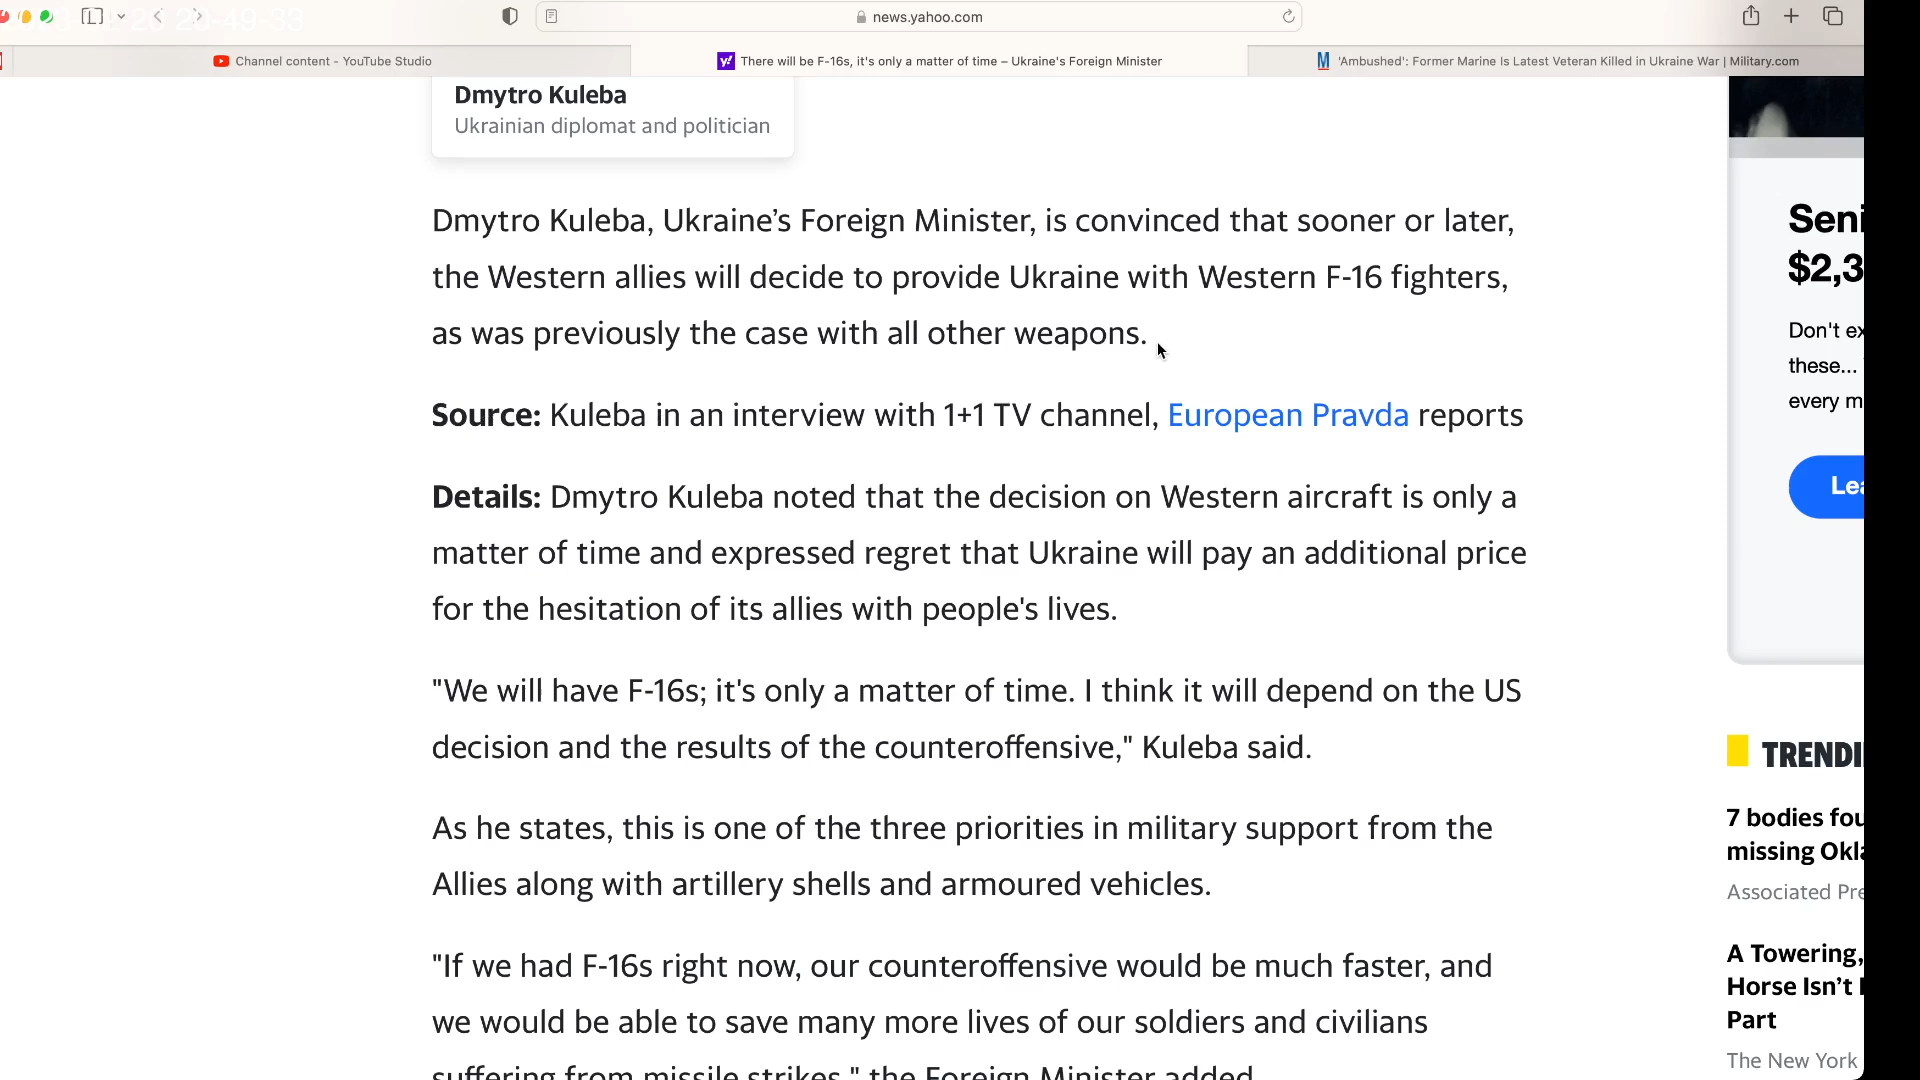 news.yahoo.com
Channel content - YouTube Studio
There will be F-16s, it's only a matter of time – Ukraine's Foreign Minister
'Ambushed': Former Marine Is Latest Veteran Killed in Ukraine War | Military.com
Dmytro Kuleba
Ukrainian diplomat and politician
Dmytro Kuleba, Ukraine’s Foreign Minister, is convinced that sooner or later,
the Western allies will decide to provide Ukraine with Western F-16 fighters,
as was previously the case with all other weapons.
Source: Kuleba in an interview with 1+1 TV channel, European Pravda reports
Details: Dmytro Kuleba noted that the decision on Western aircraft is only a
matter of time and expressed regret that Ukraine will pay an additional price
for the hesitation of its allies with people's lives.
"We will have F-16s; it's only a matter of time. I think it will depend on the US
decision and the results of the counteroffensive," Kuleba said.
As he states, this is one of the three priorities in military support from the
Allies along with artillery shells and armoured vehicles.
"If we had F-16s right now, our counteroffensive would be much faster, and
we would be able to save many more lives of our soldiers and civilians
suffering from missile strikes," the Foreign Minister added.
Seni
$2,3
Don't ex
these...
every m
Lea
TRENDI
7 bodies fou
missing Okla
Associated Pre
A Towering,
Horse Isn’t
Part
The New York